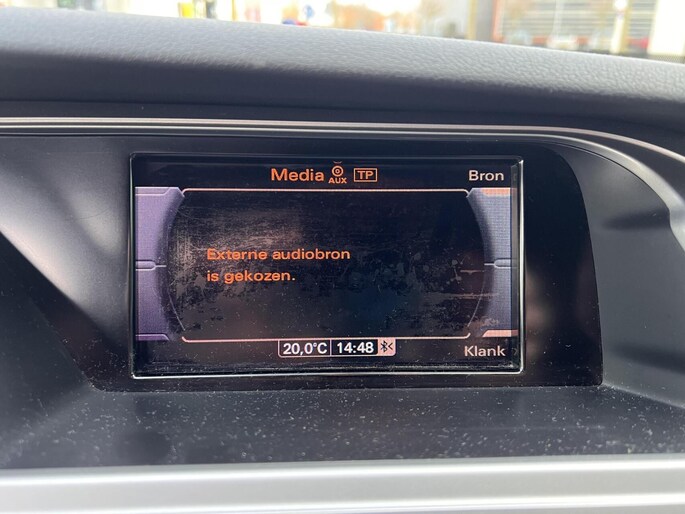 Media AUX TP
Bron
Externe audiobron
is gekozen.
20,0°C 14:48
Klank